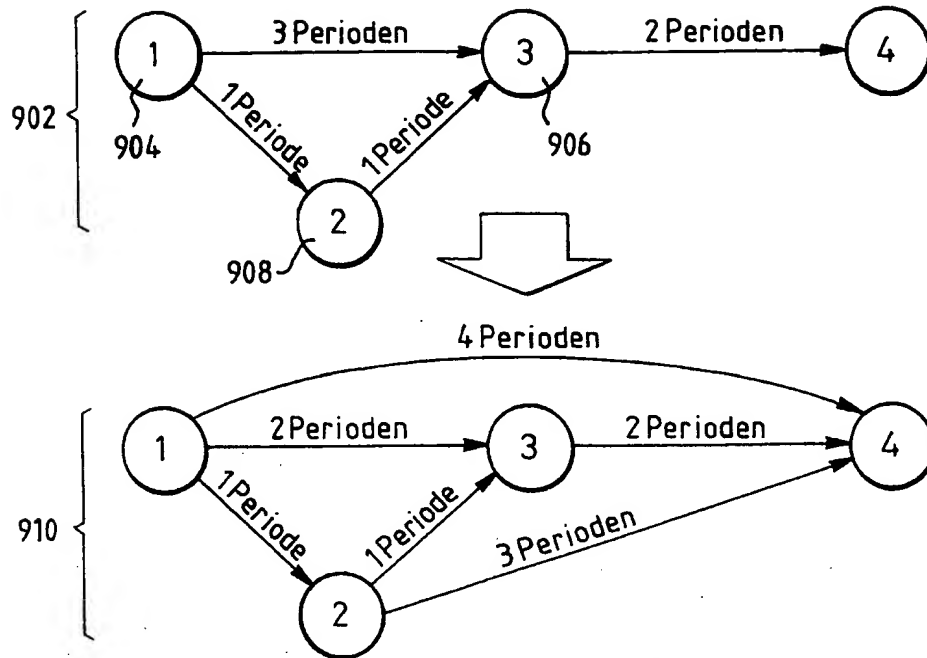 1
3 Perioden
3
2 Perioden
4
902
904
1 Periode
1 Periode
906
2
908
4 Perioden
1
2 Perioden
3
2 Perioden
4
910
1 Periode
1 Periode
3 Perioden
2